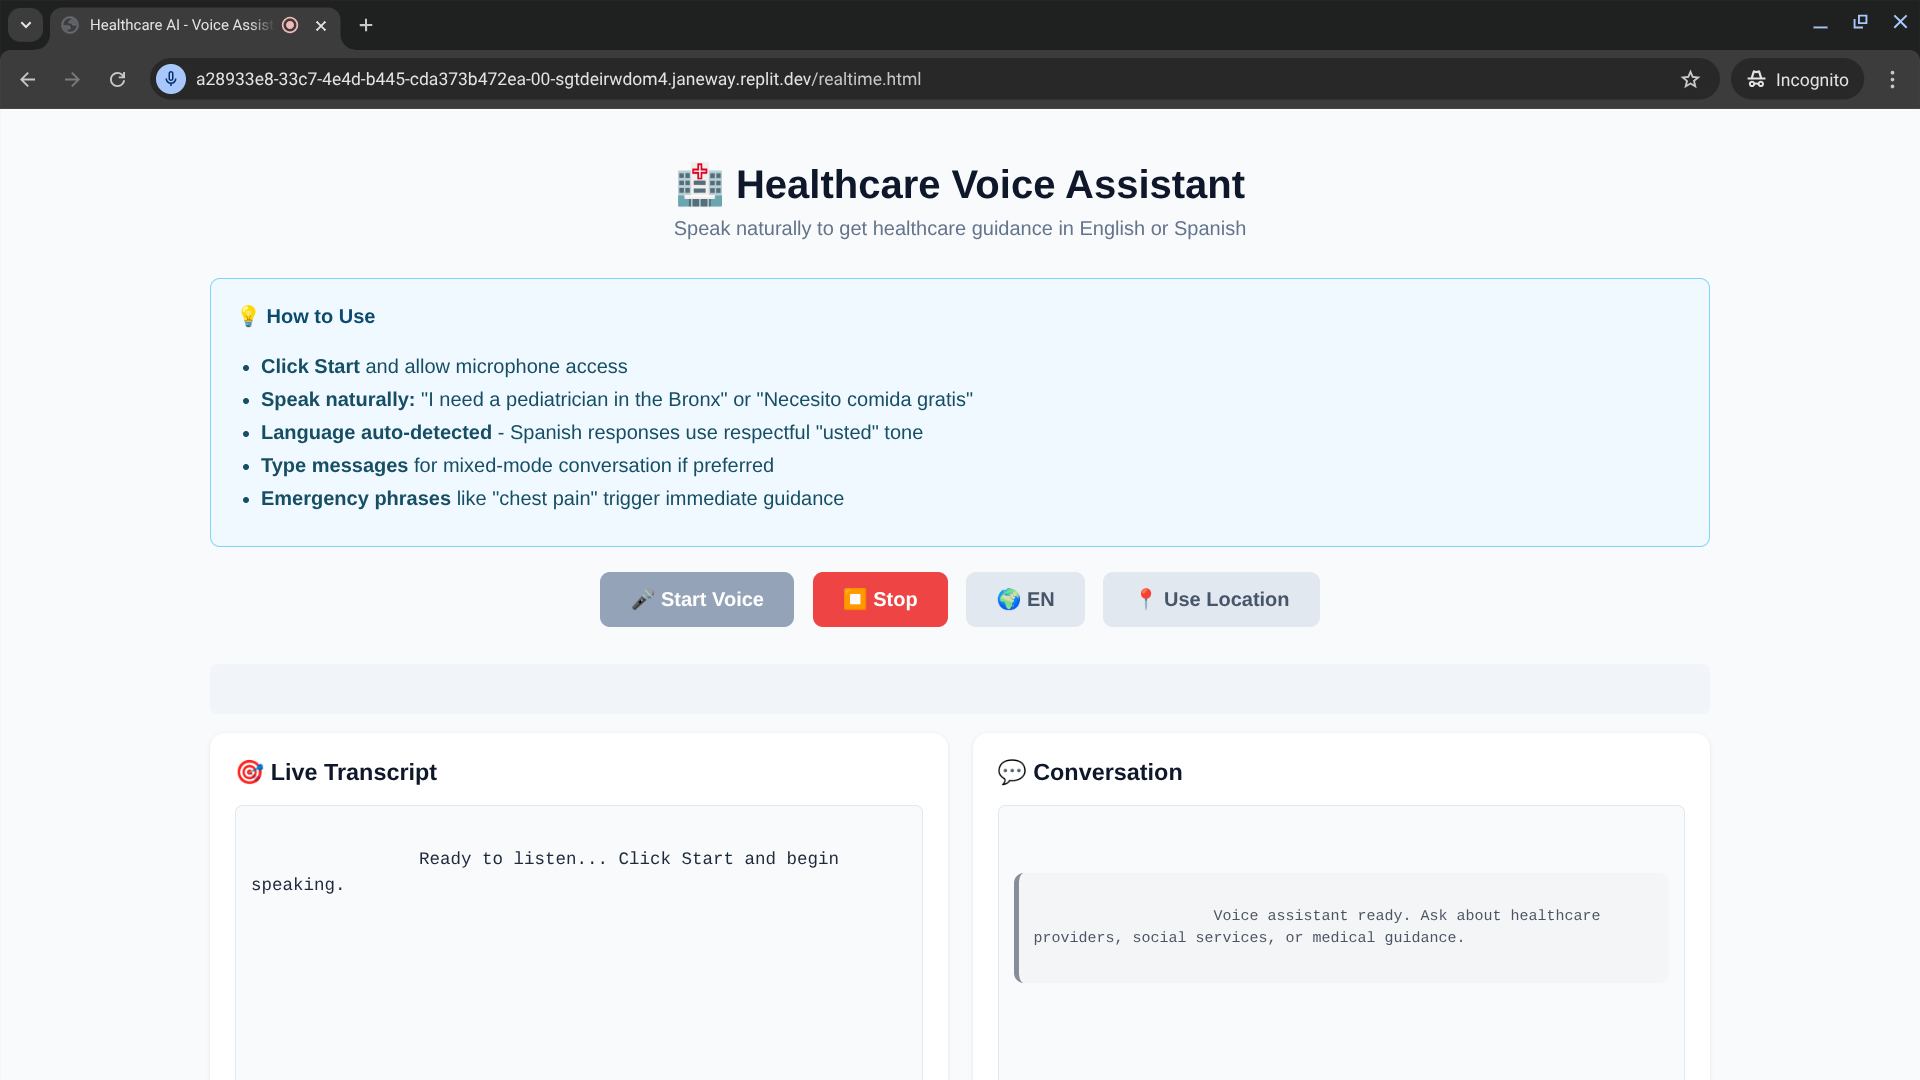 Healthcare AI - Voice Assist
a28933e8-33c7-4e4d-b445-cda373b472ea-00-sgtdeirwdom4.janeway.replit.dev/realtime.html
Incognito
Healthcare Voice Assistant
Speak naturally to get healthcare guidance in English or Spanish
How to Use
Click Start and allow microphone access
Speak naturally: "I need a pediatrician in the Bronx" or "Necesito comida gratis"
Language auto-detected - Spanish responses use respectful "usted" tone
Type messages for mixed-mode conversation if preferred
Emergency phrases like "chest pain" trigger immediate guidance
Start Voice
Stop
EN
Use Location
Live Transcript
Ready to listen... Click Start and begin
speaking.
Conversation
Voice assistant ready. Ask about healthcare
providers, social services, or medical guidance.